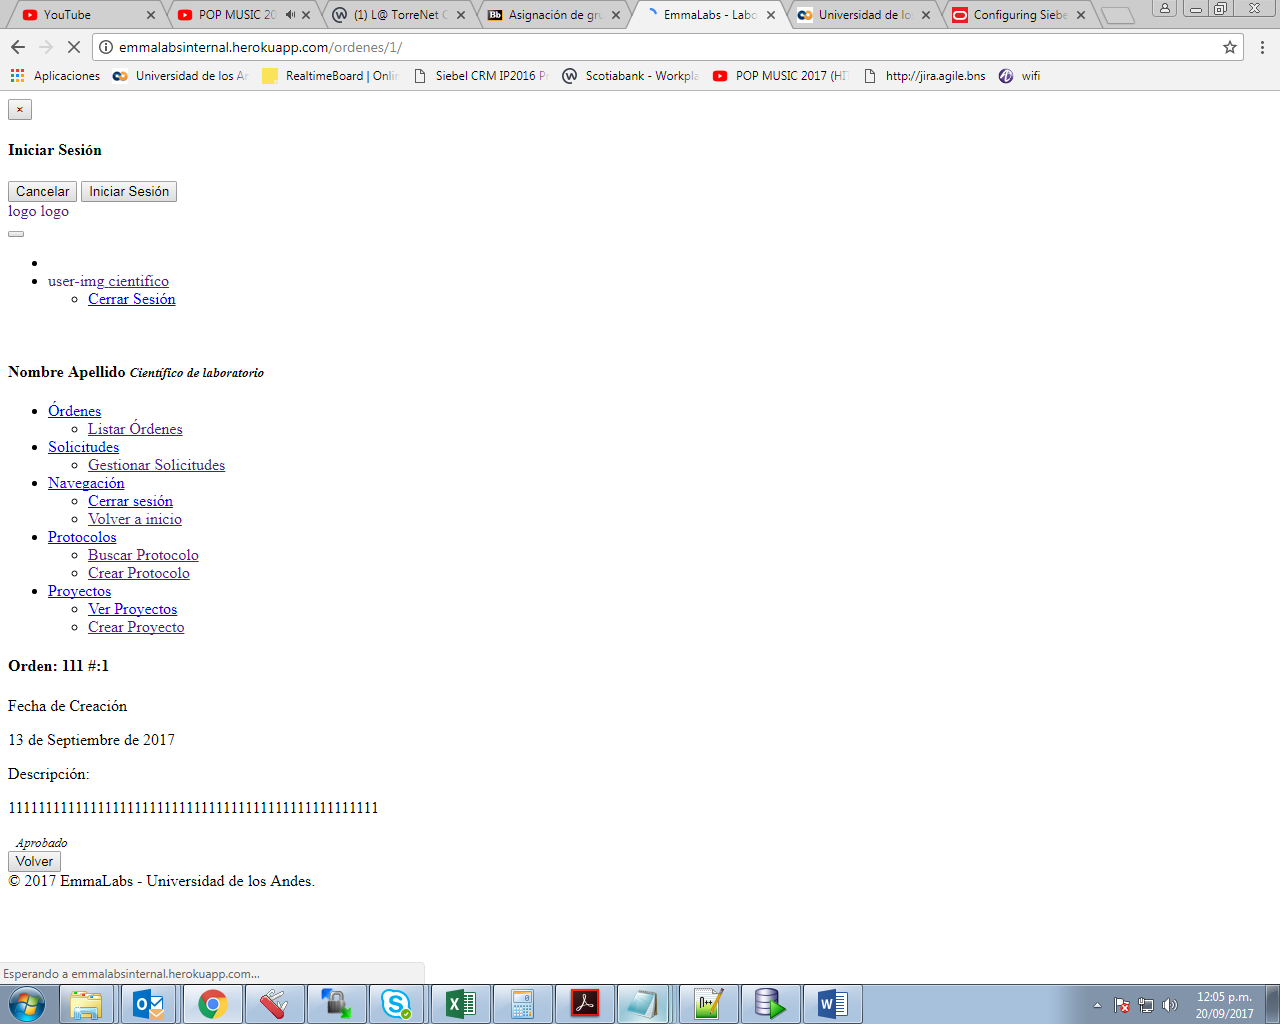 YouTube
POP MUSIC 20
(1) L@ TorreNet
Asignación de gru
EmmaLabs - Labo
Universidad de lo
Configuring Siebe
emmalabsinternal.herokuapp.com/ordenes/1/
Aplicaciones
Universidad de los An
RealtimeBoard | Onlin
Siebel CRM IP2016
Scotiabank - Workpla
POP MUSIC 2017 (HI
http://jira.agile.bns
wifi
×
Iniciar Sesión
Cancelar Iniciar Sesión
logo logo
user-img cientifico
Cerrar Sesión
Nombre Apellido Científico de laboratorio
Órdenes
Listar Órdenes
Solicitudes
Gestionar Solicitudes
Navegación
Cerrar sesión
Volver a inicio
Protocolos
Buscar Protocolo
Crear Protocolo
Proyectos
Ver Proyectos
Crear Proyecto
Orden: 111 #:1
Fecha de Creación
13 de Septiembre de 2017
Descripción:
11111111111111111111111111111111111111111111111111
Aprobado
Volver
© 2017 EmmaLabs - Universidad de los Andes.
Esperando a emmalabsinternal.herokuapp.com...
12:05 p.m.
20/09/2017